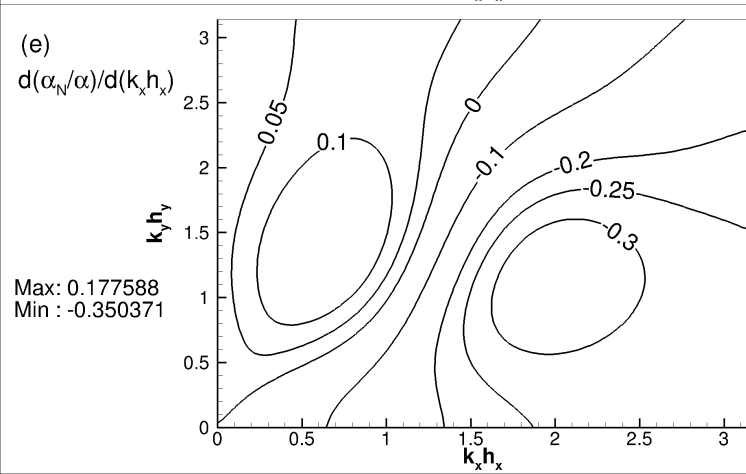 (e)
d(α_N/α)/d(k_xh_x)
Max: 0.177588
Min : -0.350371
k_yh_y
3
2.5
2
1.5
1
0.5
0
0.05
0.1
0
-0.1
-0.2
-0.25
-0.3
0 0.5 1 1.5 2 2.5 3
k_xh_x